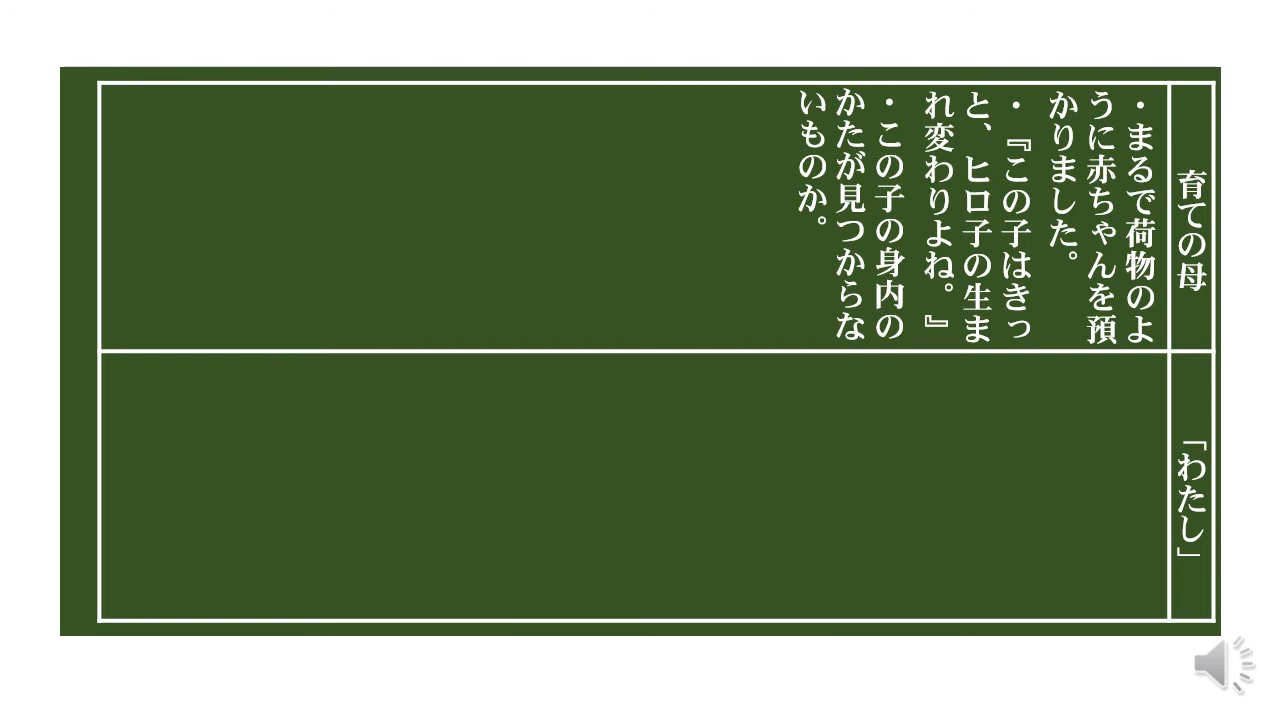 育ての母
・まるで荷物のよ
うに赤ちゃんを預
かりました。
・『この子はきっ
と、ヒロ子の生ま
れ変わりよね。』
・この子の身内の
かたが見つからな
いものか。
「わたし」